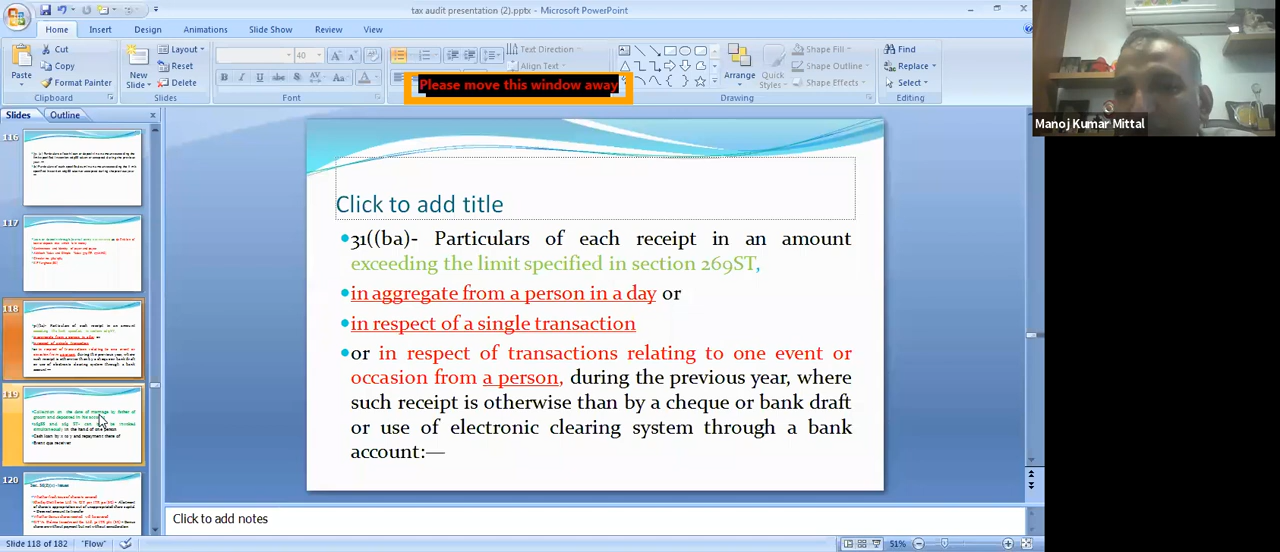 tax audit presentation (2).pptx - Microsoft PowerPoint
Home Insert Design Animations Slide Show Review View
Cut
Copy
Format Painter
Paste
Clipboard
New Slide
Layout
Reset
Delete
Slides
40
Font
Text Direction
Align Text
Please move this window away
Arrange
Quick Styles
Shape Fill
Shape Outline
Shape Effects
Drawing
Find
Replace
Select
Editing
Manoj Kumar Mittal
Slides Outline
116
117
118
119
120
Click to add title
31((ba)- Particulars of each receipt in an amount
exceeding the limit specified in section 269ST,
in aggregate from a person in a day or
in respect of a single transaction
or in respect of transactions relating to one event or
occasion from a person, during the previous year, where
such receipt is otherwise than by a cheque or bank draft
or use of electronic clearing system through a bank
account:—
Click to add notes
Slide 118 of 182
"Flow"
51%